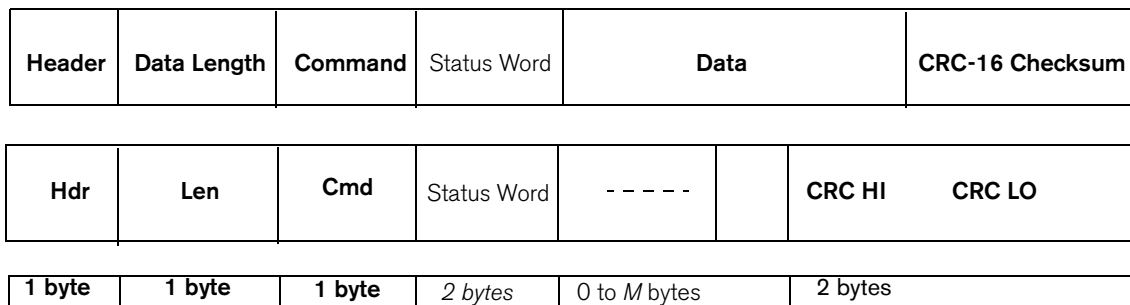 Header Data Length Command Status Word Data CRC-16 Checksum
Hdr Len Cmd Status Word - - - - - CRC HI CRC LO
1 byte 1 byte 1 byte 2 bytes 0 to M bytes 2 bytes